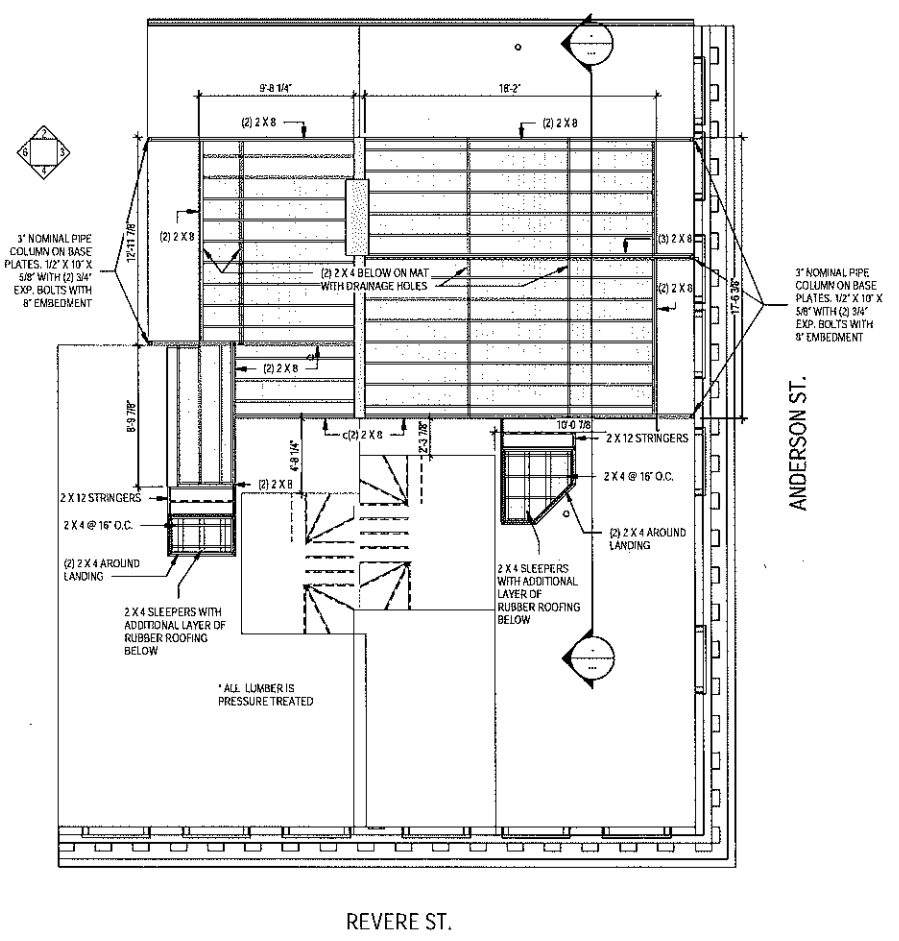 9'-8 1/4"
16'-2"
(2) 2 X 8
(2) 2 X 8
2
6
3
4
12'-11 7/8"
(2) 2 X 8
(3) 2 X 8
3" NOMINAL PIPE
COLUMN ON BASE
PLATES. 1/2" X 10" X
5/8" WITH (2) 3/4"
EXP. BOLTS WITH
8" EMBEDMENT
(2) 2 X 4 BELOW ON MAT
WITH DRAINAGE HOLES
(2) 2 X 8
17'-6 3/8"
3" NOMINAL PIPE
COLUMN ON BASE
PLATES. 1/2" X 10" X
5/8" WITH (2) 3/4"
EXP. BOLTS WITH
8" EMBEDMENT
(2) 2 X 8
8'-9 7/8"
c(2) 2 X 8
4'-8 1/4"
2'-3 7/8"
10'-0 7/8
ANDERSON ST.
2 X 12 STRINGERS
(2) 2 X 8
2 X 4 @ 16" O.C.
2 X 12 STRINGERS
2 X 4 @ 16" O.C.
(2) 2 X 4 AROUND
LANDING
(2) 2 X 4 AROUND
LANDING
2 X 4 SLEEPERS
WITH ADDITIONAL
LAYER OF
RUBBER ROOFING
BELOW
2 X 4 SLEEPERS WITH
ADDITIONAL LAYER OF
RUBBER ROOFING
BELOW
* ALL LUMBER IS
PRESSURE TREATED
REVERE ST.